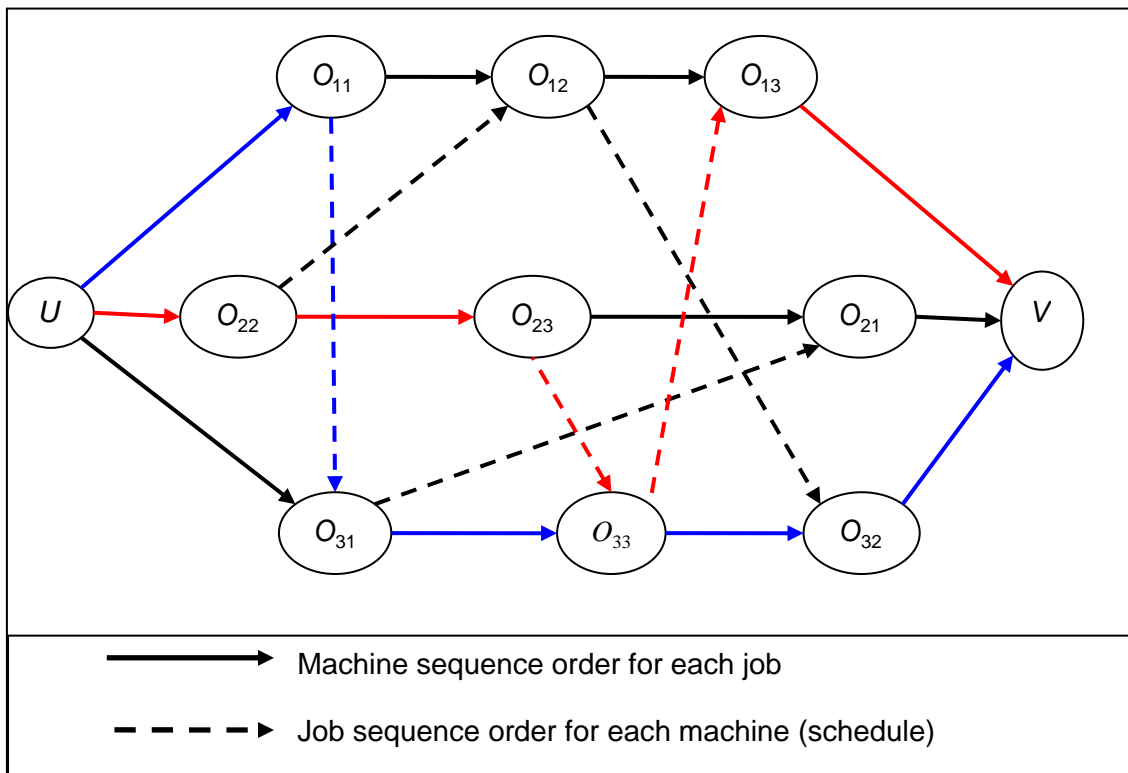 O11 O12 O13
U O22 O23 O21 V
O31 O33 O32
Machine sequence order for each job
Job sequence order for each machine (schedule)